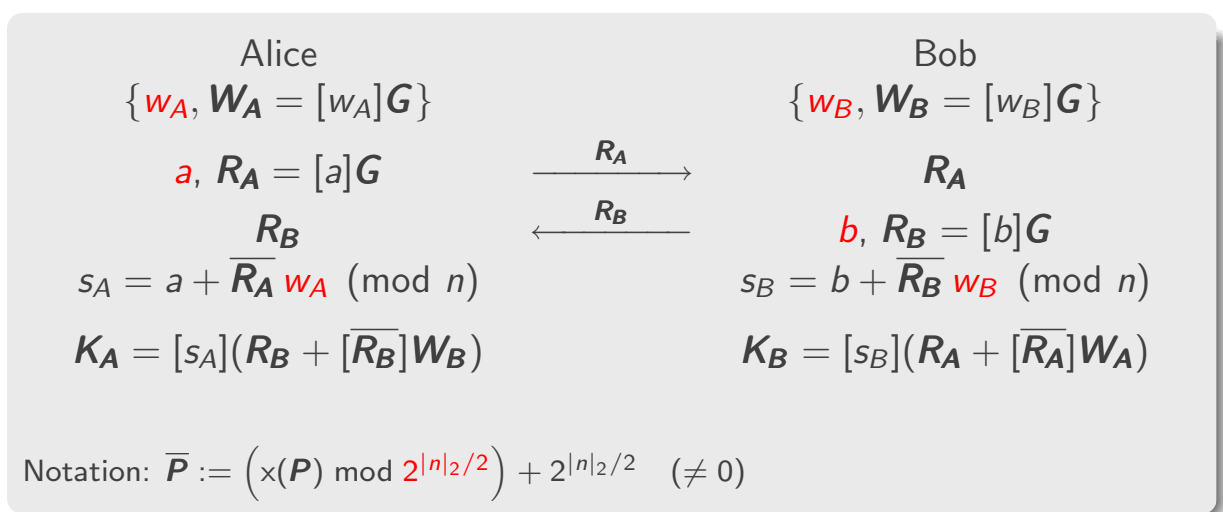 Alice Bob
{w_A, W_A = [w_A]G} {w_B, W_B = [w_B]G}
a, R_A = [a]G \xrightarrow{R_A} R_A
R_B \xleftarrow{R_B} b, R_B = [b]G
s_A = a + \overline{R_A} w_A (mod n) s_B = b + \overline{R_B} w_B (mod n)
K_A = [s_A](R_B + [\overline{R_B}]W_B) K_B = [s_B](R_A + [\overline{R_A}]W_A)
Notation: \overline{P} := (x(P) mod 2^{|n|_2/2}) + 2^{|n|_2/2} (≠ 0)